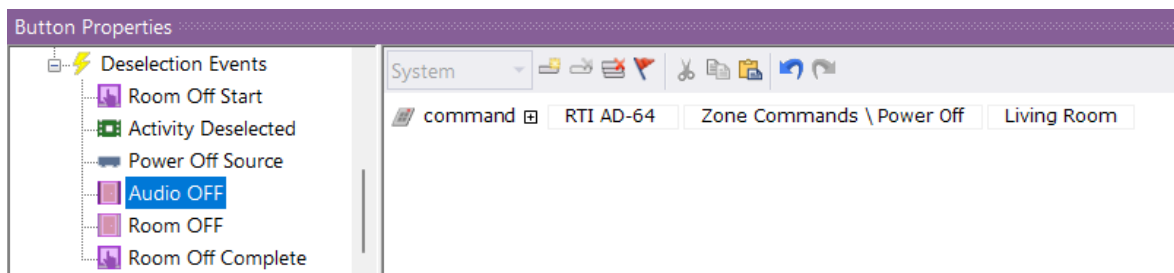 Button Properties
Deselection Events
Room Off Start
Activity Deselected
Power Off Source
Audio OFF
Room OFF
Room Off Complete
System
command RTI AD-64 Zone Commands \ Power Off Living Room